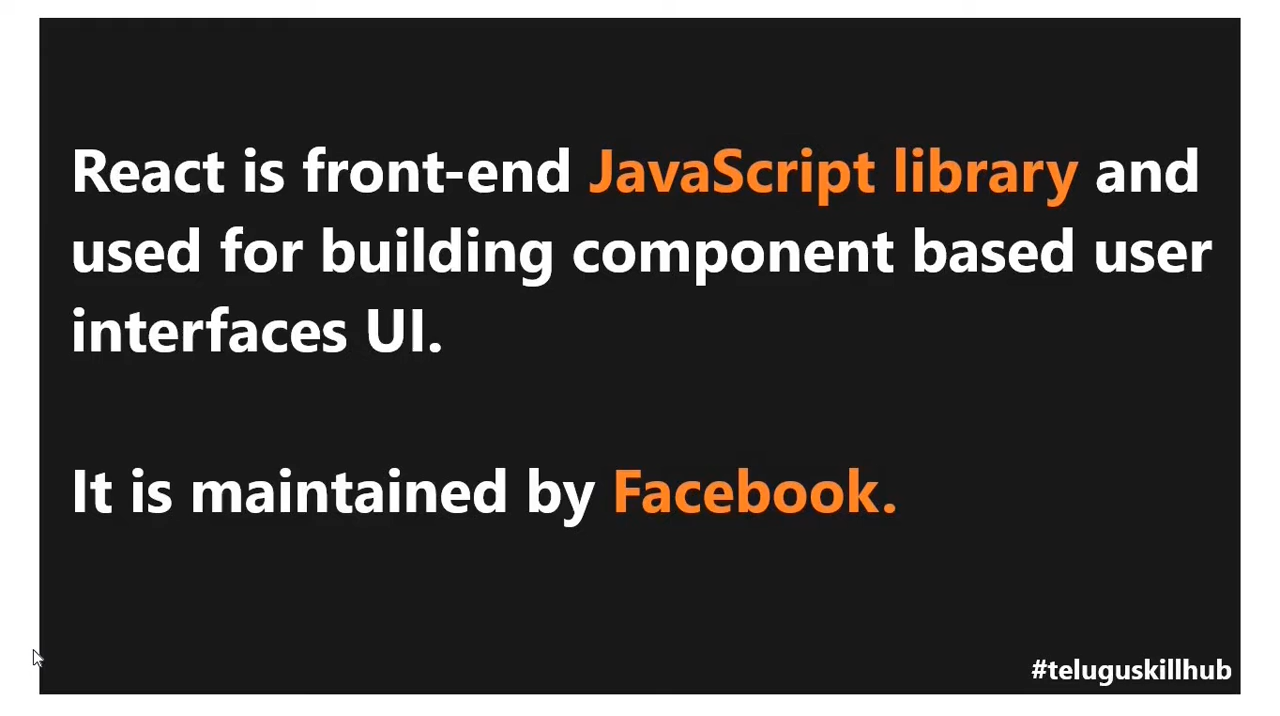 React is front-end JavaScript library and
used for building component based user
interfaces UI.
It is maintained by Facebook.
#teluguskillhub